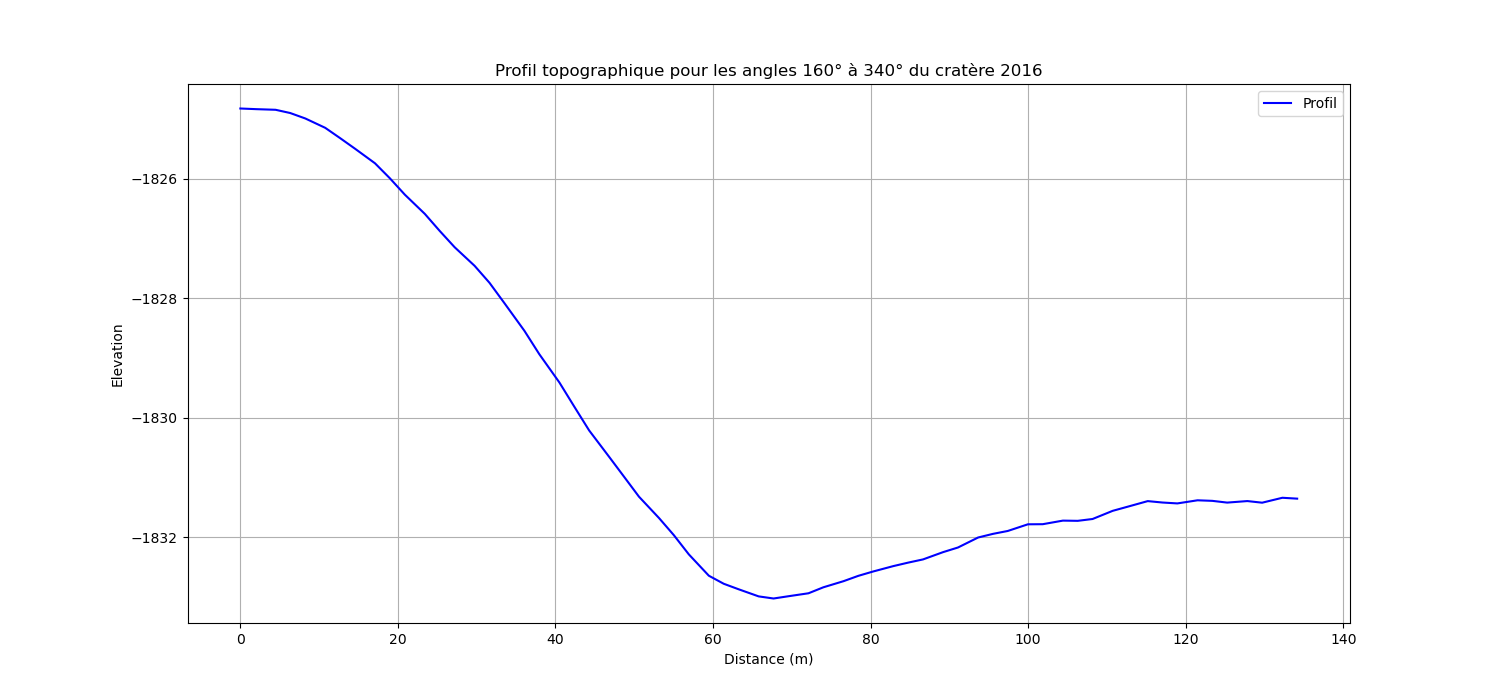 Profil topographique pour les angles 160° à 340° du cratère 2016
Profil
−1826
−1828
−1830
−1832
Elevation
0 20 40 60 80 100 120 140
Distance (m)